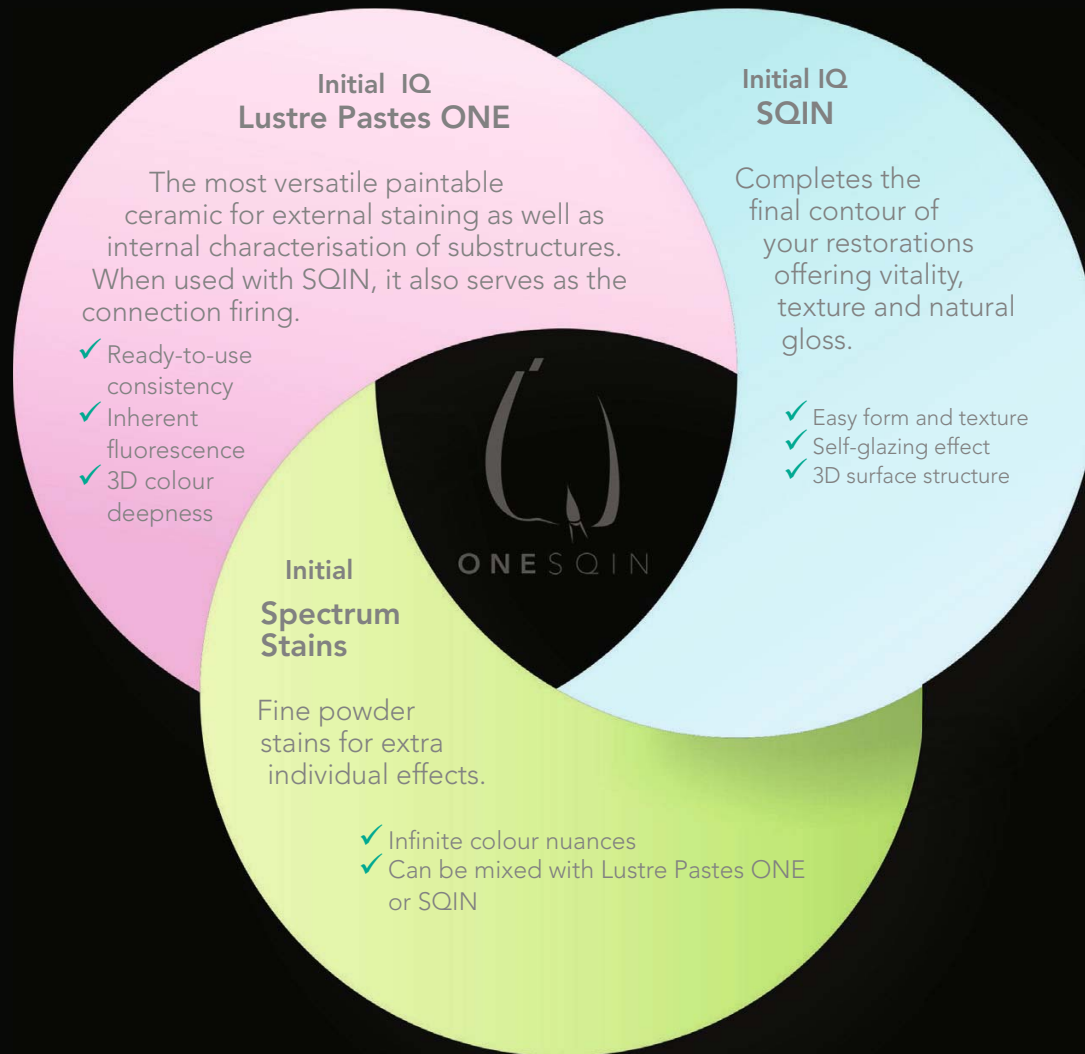 Initial IQ
Lustre Pastes ONE
The most versatile paintable
ceramic for external staining as well as
internal characterisation of substructures.
When used with SQIN, it also serves as the
connection firing.
✓ Ready-to-use
consistency
✓ Inherent
fluorescence
✓ 3D colour
deepness
Initial IQ
SQIN
Completes the
final contour of
your restorations
offering vitality,
texture and natural
gloss.
✓ Easy form and texture
✓ Self-glazing effect
✓ 3D surface structure
ONESQIN
Initial
Spectrum
Stains
Fine powder
stains for extra
individual effects.
✓ Infinite colour nuances
✓ Can be mixed with Lustre Pastes ONE
or SQIN